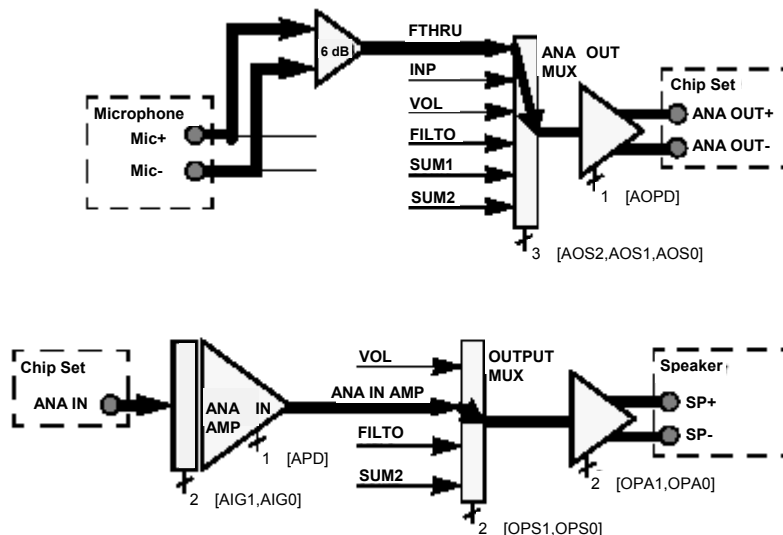 6 dB
FTHRU
INP
VOL
FILTO
SUM1
SUM2
ANA OUT
MUX
Chip Set
ANA OUT+
ANA OUT-
Microphone
Mic+
Mic-
1 [AOPD]
3 [AOS2,AOS1,AOS0]
Chip Set
ANA IN
ANA IN
AMP
1 [APD]
2 [AIG1,AIG0]
VOL
ANA IN AMP
FILTO
SUM2
OUTPUT
MUX
2 [OPS1,OPS0]
2 [OPA1,OPA0]
Speaker
SP+
SP-